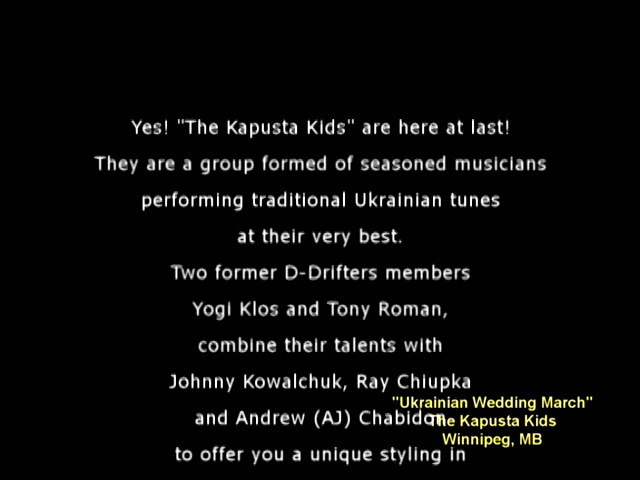 Yes! "The Kapusta Kids" are here at last!
They are a group formed of seasoned musicians
performing traditional Ukrainian tunes
at their very best.
Two former D-Drifters members
Yogi Klos and Tony Roman,
combine their talents with
Johnny Kowalchuk, Ray Chiupka
and Andrew (AJ) Chabidon
to offer you a unique styling in
"Ukrainian Wedding March"
The Kapusta Kids
Winnipeg, MB